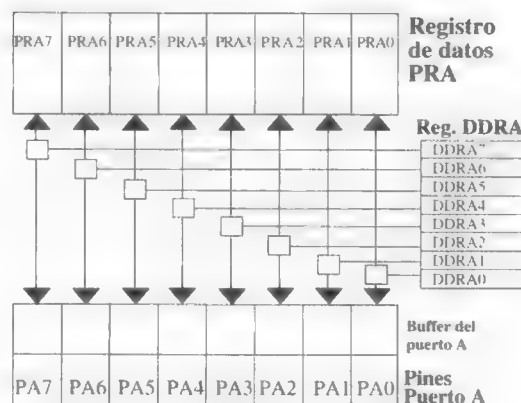 PRA7 PRA6 PRA5 PRA4 PRA3 PRA2 PRA1 PRA0
Registro
de datos
PRA
Reg. DDRA
DDRA7
DDRA6
DDRA5
DDRA4
DDRA3
DDRA2
DDRA1
DDRA0
Buffer del
puerto A
PA7 PA6 PA5 PA4 PA3 PA2 PA1 PA0
Pines
Puerto A